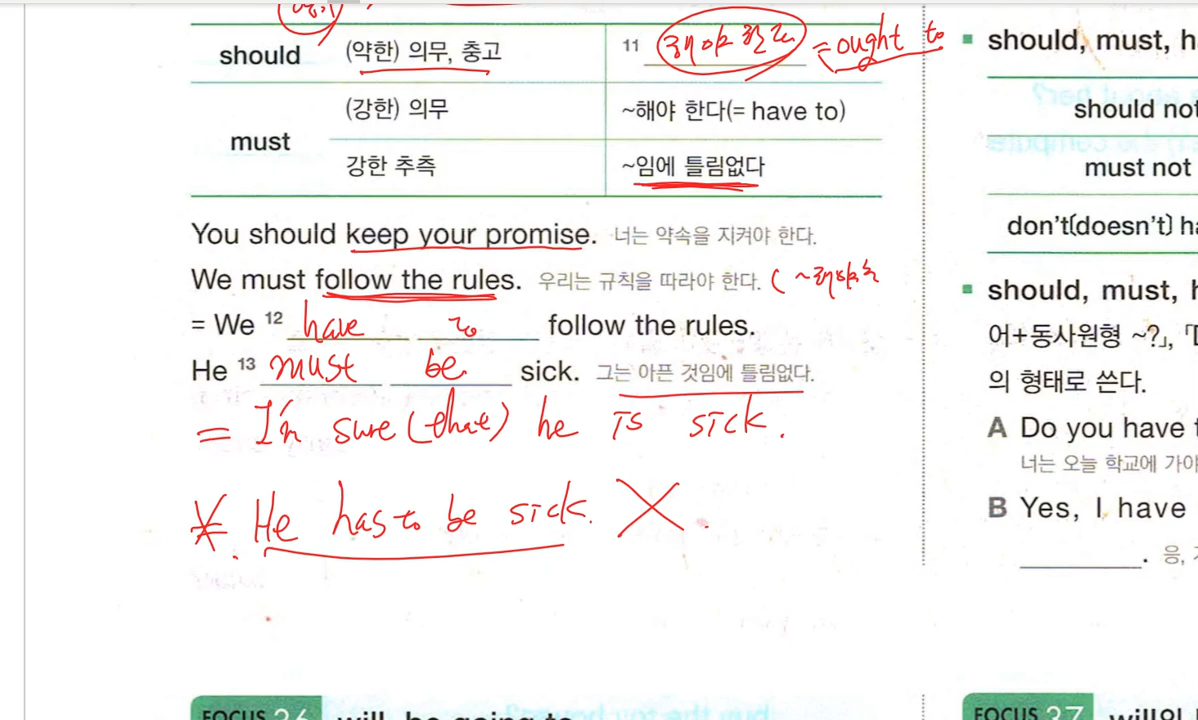 should (약한) 의무, 충고 11 해야 한다 = ought to
must
(강한) 의무 ~해야 한다(= have to)
강한 추측 ~임에 틀림없다
You should keep your promise. 너는 약속을 지켜야 한다.
We must follow the rules. 우리는 규칙을 따라야 한다.
= We 12 have to follow the rules.
He 13 must be sick. 그는 아픈 것임에 틀림없다.
= I'm sure (that) he is sick.
※ He has to be sick. X
should, must, h
should not
must not
don't(doesn't) ha
should, must, h
어+동사원형 ~?」, 「
의 형태로 쓴다.
A Do you have t
너는 오늘 학교에 가야
B Yes, I have
. 응,
FOCUS 26 will, be going to
FOCUS 27 will의